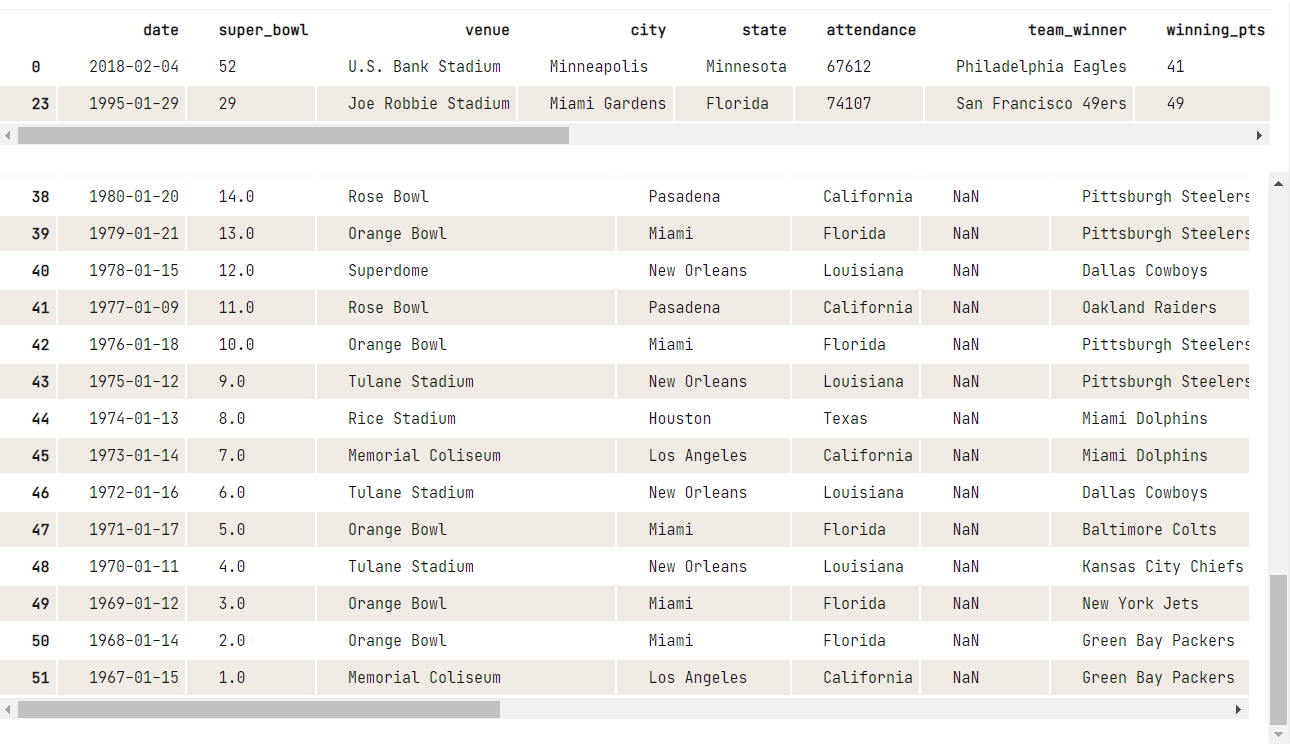 date super_bowl venue city state attendance team_winner winning_pts
0 2018-02-04 52 U.S. Bank Stadium Minneapolis Minnesota 67612 Philadelphia Eagles 41
23 1995-01-29 29 Joe Robbie Stadium Miami Gardens Florida 74107 San Francisco 49ers 49
38 1980-01-20 14.0 Rose Bowl Pasadena California NaN Pittsburgh Steelers
39 1979-01-21 13.0 Orange Bowl Miami Florida NaN Pittsburgh Steelers
40 1978-01-15 12.0 Superdome New Orleans Louisiana NaN Dallas Cowboys
41 1977-01-09 11.0 Rose Bowl Pasadena California NaN Oakland Raiders
42 1976-01-18 10.0 Orange Bowl Miami Florida NaN Pittsburgh Steelers
43 1975-01-12 9.0 Tulane Stadium New Orleans Louisiana NaN Pittsburgh Steelers
44 1974-01-13 8.0 Rice Stadium Houston Texas NaN Miami Dolphins
45 1973-01-14 7.0 Memorial Coliseum Los Angeles California NaN Miami Dolphins
46 1972-01-16 6.0 Tulane Stadium New Orleans Louisiana NaN Dallas Cowboys
47 1971-01-17 5.0 Orange Bowl Miami Florida NaN Baltimore Colts
48 1970-01-11 4.0 Tulane Stadium New Orleans Louisiana NaN Kansas City Chiefs
49 1969-01-12 3.0 Orange Bowl Miami Florida NaN New York Jets
50 1968-01-14 2.0 Orange Bowl Miami Florida NaN Green Bay Packers
51 1967-01-15 1.0 Memorial Coliseum Los Angeles California NaN Green Bay Packers